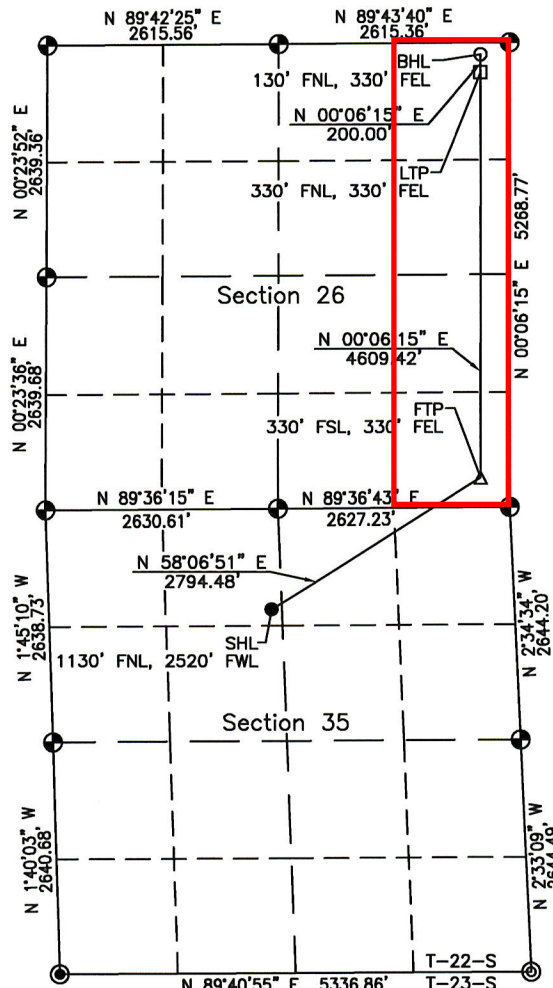 N 89°42'25" E
2615.56'
N 89°43'40" E
2615.36'
BHL
130' FNL, 330' FEL
N 00°06'15" E
200.00'
LTP
330' FNL, 330' FEL
N 00°23'52" E
2639.36'
N 00°06'15" E 5268.77'
Section 26
N 00°06'15" E
4609.42'
N 00°23'36" E
2639.68'
FTP
330' FSL, 330' FEL
N 89°36'15" E
2630.61'
N 89°36'43" E
2627.23'
N 58°06'51" E
2794.48'
N 1°45'10" W
2638.73'
N 2°34'34" W
2644.20'
SHL
1130' FNL, 2520' FWL
Section 35
N 1°40'03" W
2640.68'
N 2°33'09" W
2644.49'
T-22-S
N 89°40'55" E 5336.86' T-23-S